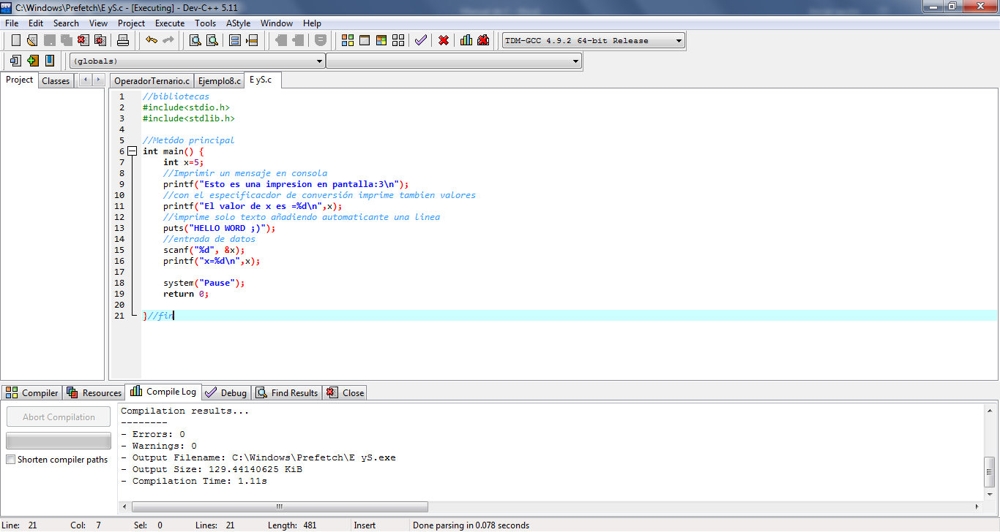 C:\Windows\Prefetch\E yS.c - [Executing] - Dev-C++ 5.11
File Edit Search View Project Execute Tools AStyle Window Help
TDM-GCC 4.9.2 64-bit Release
(globals)
Project Classes
OperadorTernario.c Ejemplo8.c E yS.c
1 //bibliotecas
2 #include<stdio.h>
3 #include<stdlib.h>
4
5 //Metódo principal
6 int main() {
7 int x=5;
8 //Imprimir un mensaje en consola
9 printf("Esto es una impresion en pantalla:3\n");
10 //con el especificacdor de conversión imprime tambien valores
11 printf("El valor de x es =%d\n",x);
12 //imprime solo texto añadiendo automaticante una linea
13 puts("HELLO WORD ;)");
14 //entrada de datos
15 scanf("%d", &x);
16 printf("x=%d\n",x);
17
18 system("Pause");
19 return 0;
20
21 }//fin
Compiler Resources Compile Log Debug Find Results Close
Abort Compilation
Shorten compiler paths
Compilation results...
--------
- Errors: 0
- Warnings: 0
- Output Filename: C:\Windows\Prefetch\E yS.exe
- Output Size: 129.44140625 KiB
- Compilation Time: 1.11s
Line: 21 Col: 7 Sel: 0 Lines: 21 Length: 481 Insert Done parsing in 0.078 seconds